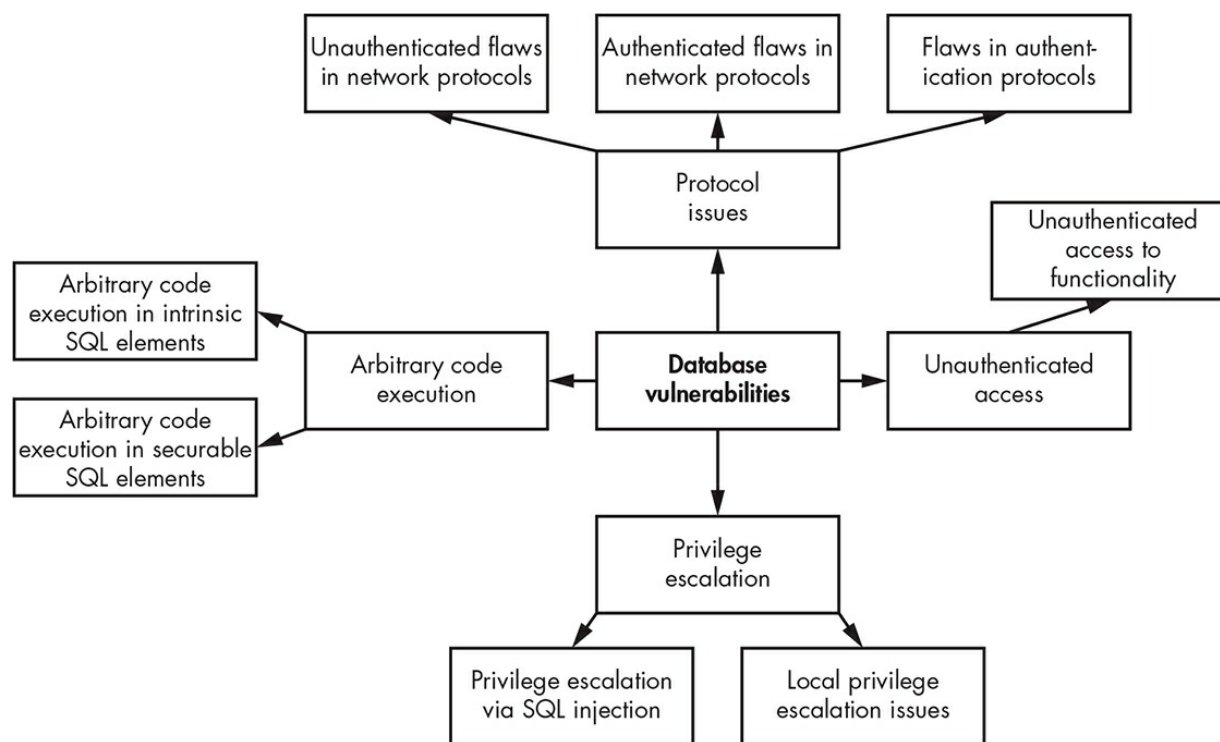 Unauthenticated flaws
in network protocols
Authenticated flaws in
network protocols
Flaws in authent-
ication protocols
Protocol
issues
Unauthenticated
access to
functionality
Arbitrary code
execution in intrinsic
SQL elements
Arbitrary code
execution
Database
vulnerabilities
Unauthenticated
access
Arbitrary code
execution in securable
SQL elements
Privilege
escalation
Privilege escalation
via SQL injection
Local privilege
escalation issues